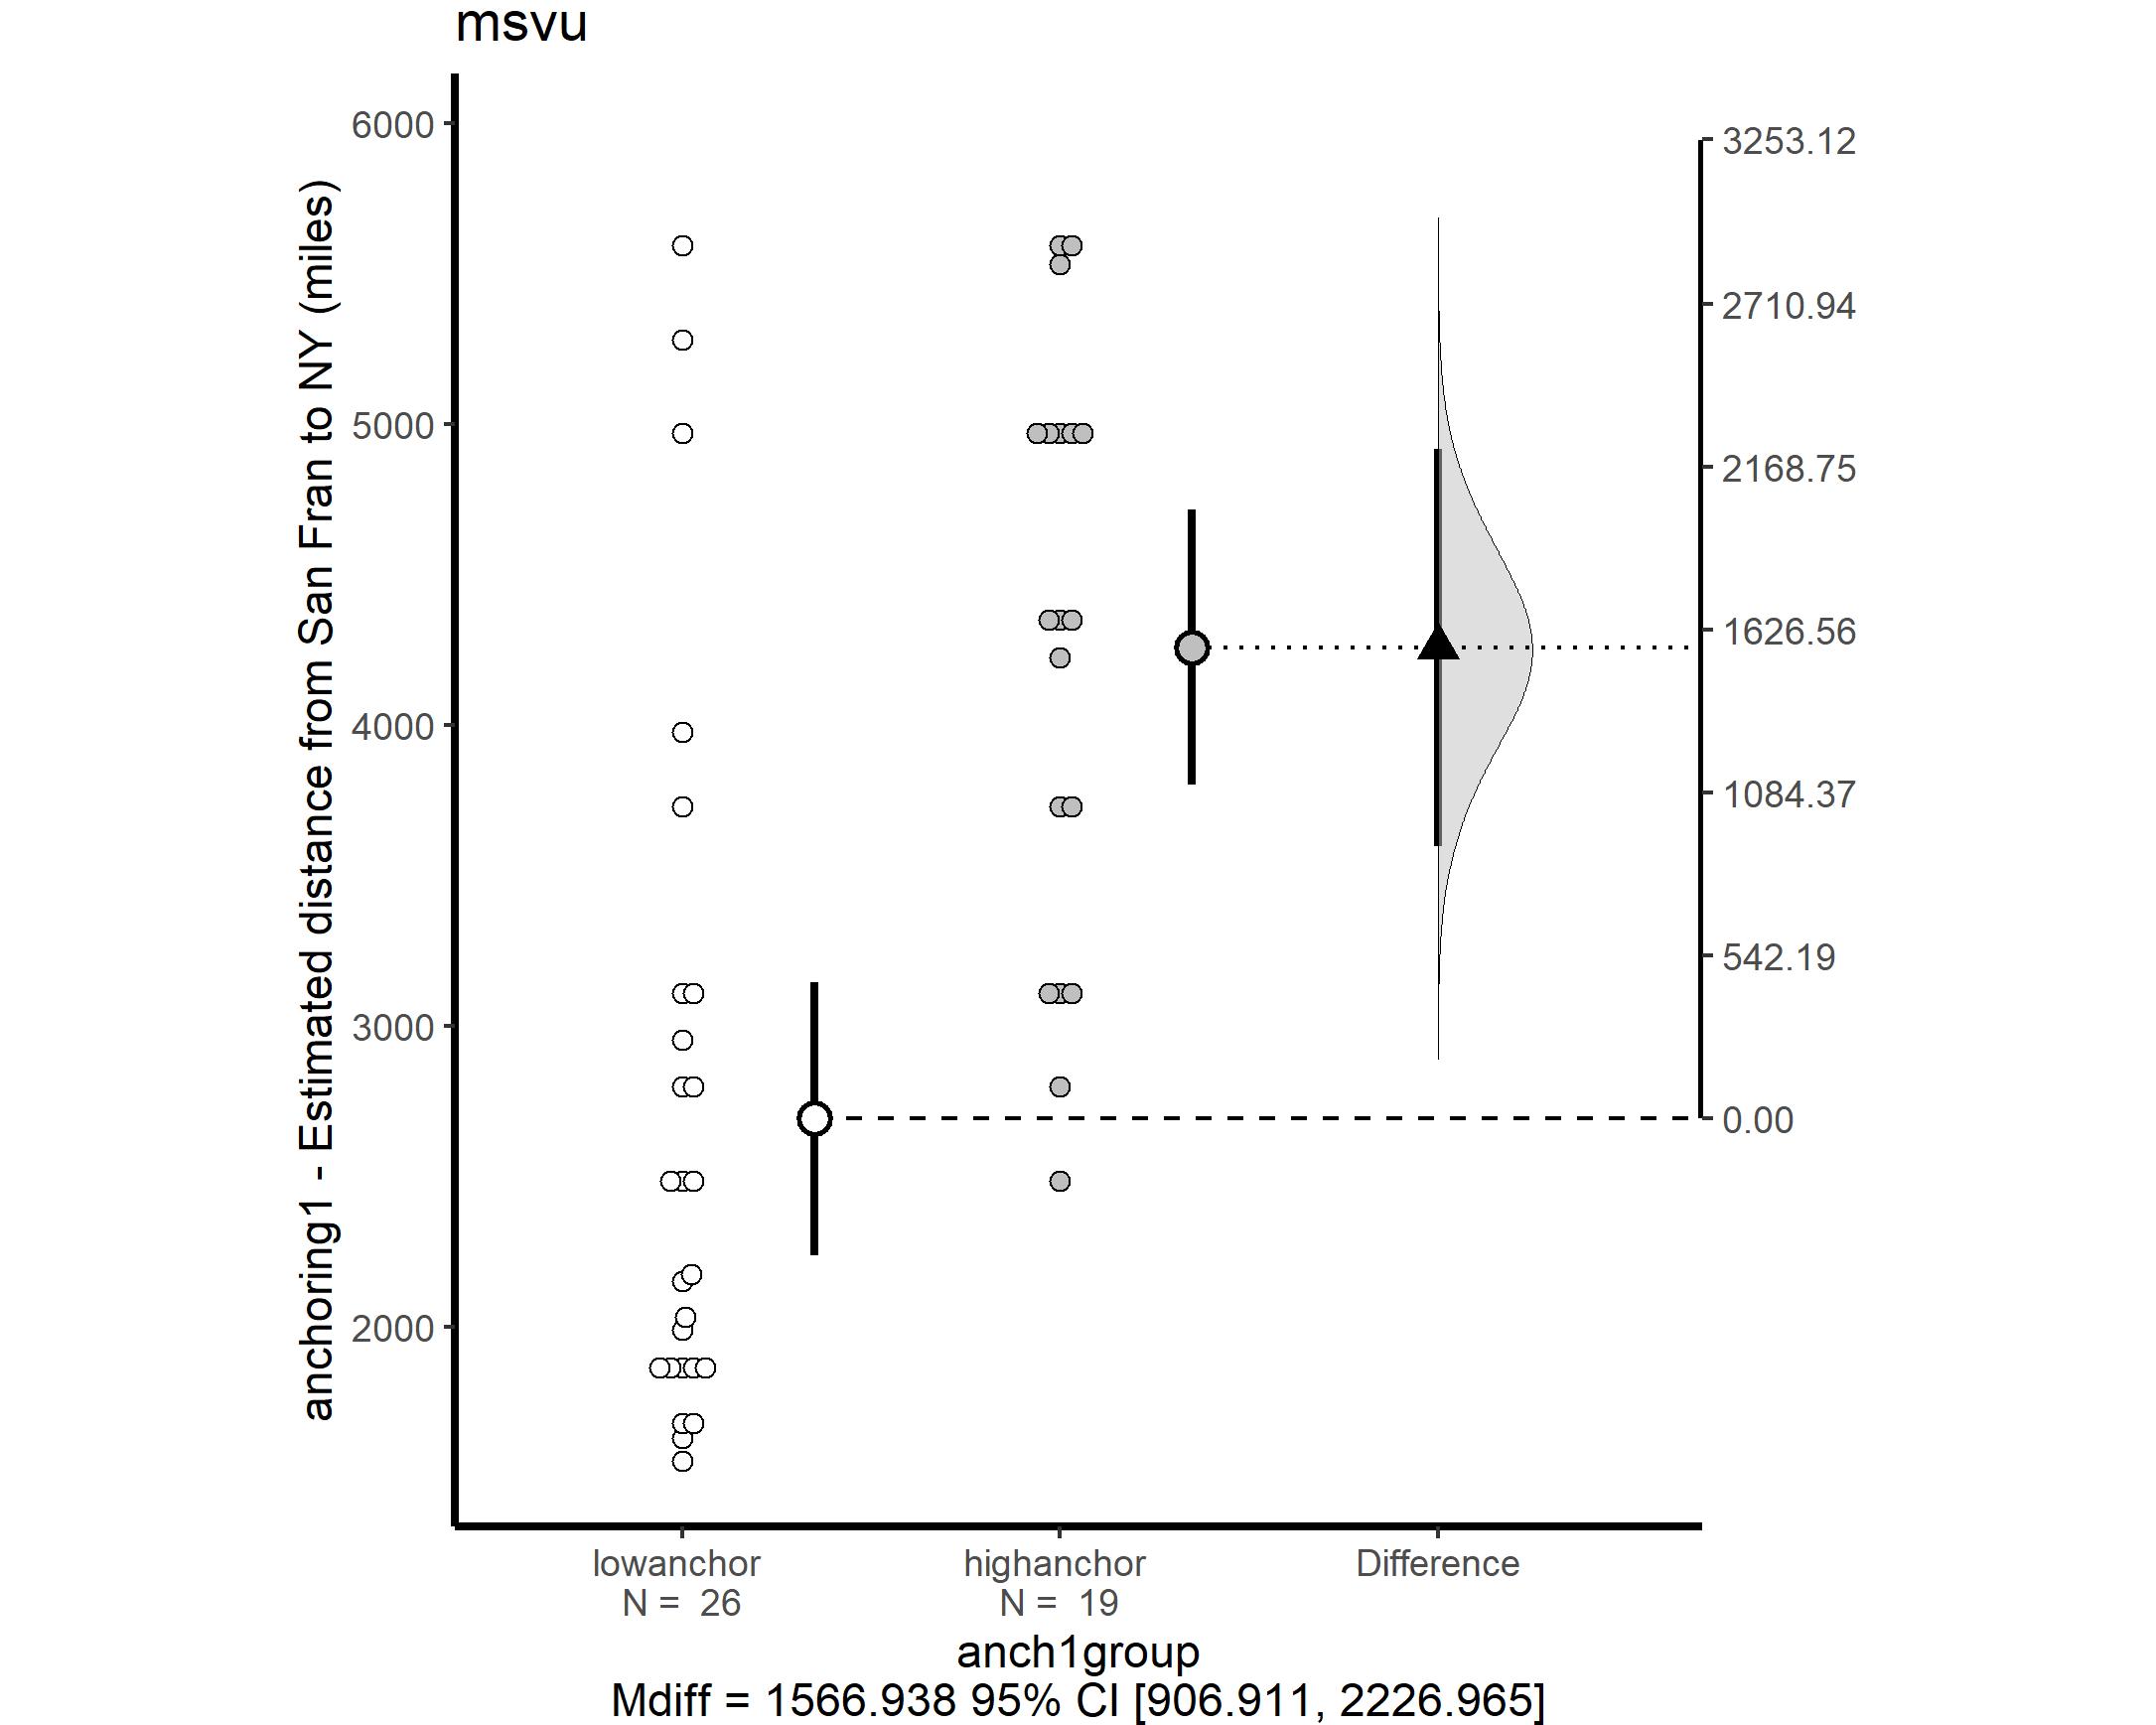 msvu
anchoring1 - Estimated distance from San Fran to NY (miles)
6000
5000
4000
3000
2000
3253.12
2710.94
2168.75
1626.56
1084.37
542.19
0.00
lowanchor
N =  26
highanchor
N =  19
Difference
anch1group
Mdiff = 1566.938 95% CI [906.911, 2226.965]